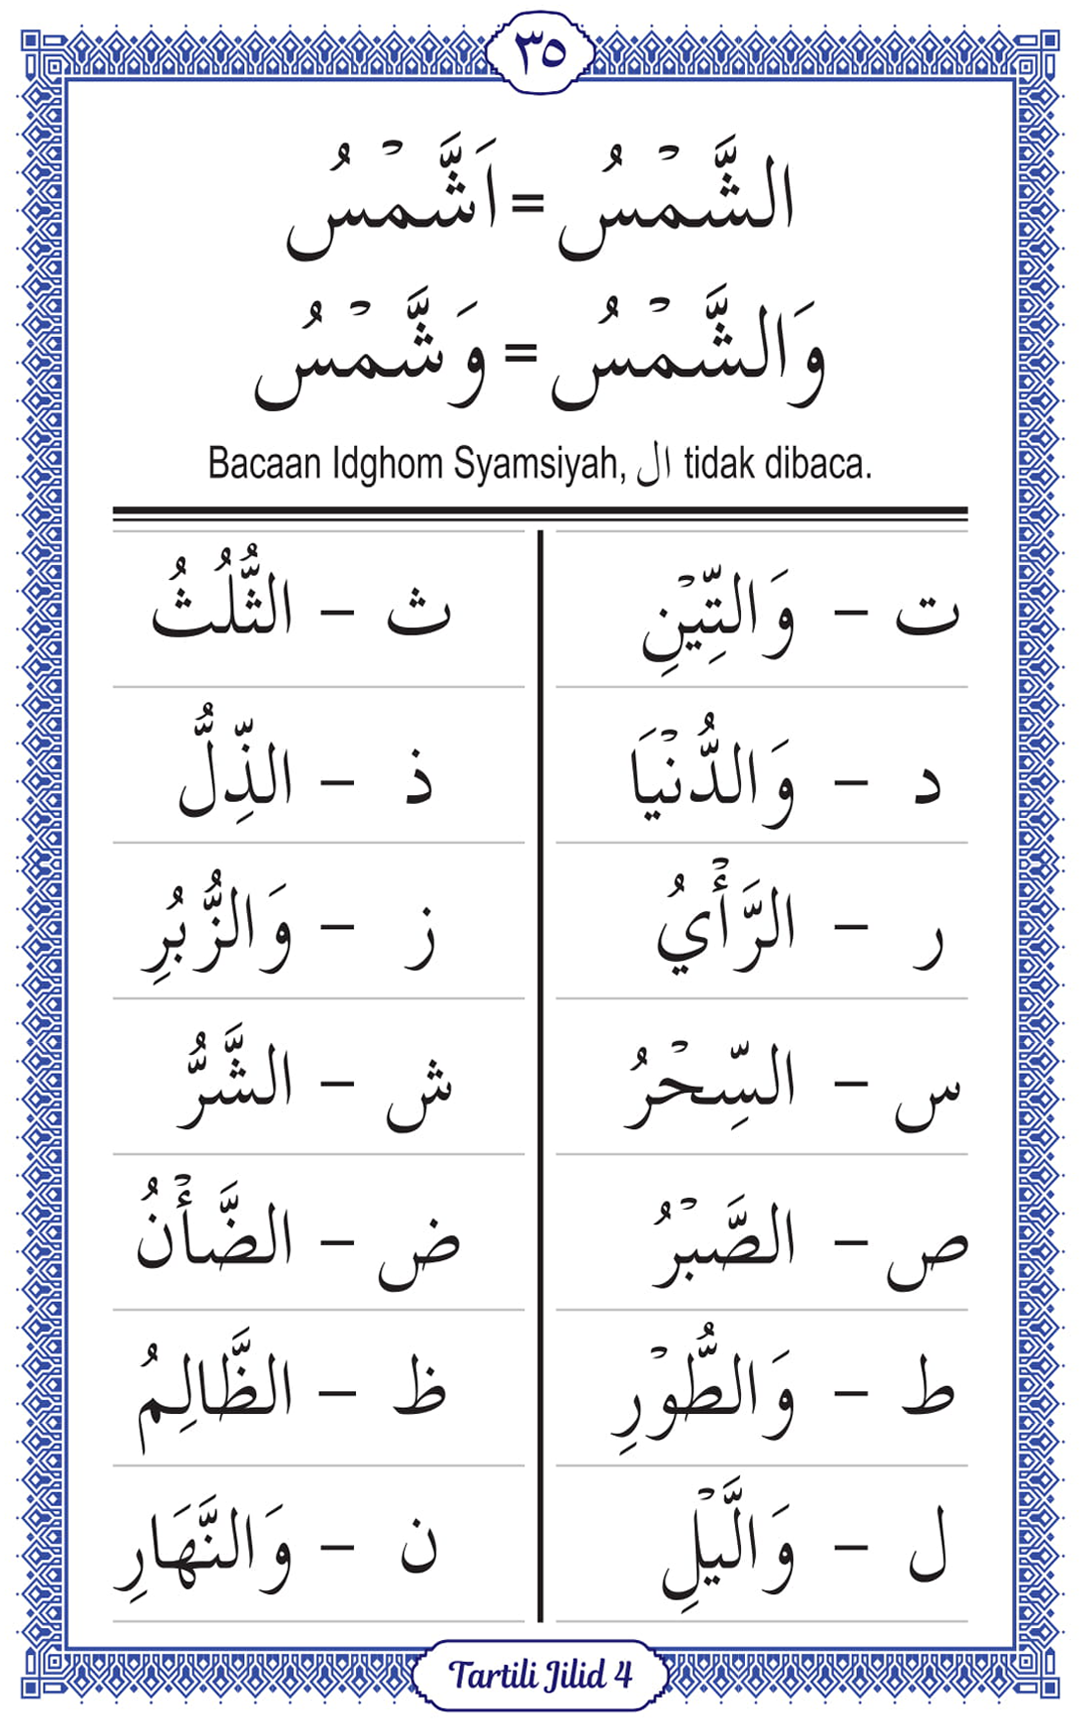 ٣٥
الشَّمْسُ = اَشَّمْسُ
وَالشَّمْسُ = وَشَّمْسُ
Bacaan Idghom Syamsiyah, ال tidak dibaca.
ت - وَالتِّيْنِ
ث - الثُّلُثُ
د - وَالدُّنْيَا
ذ - الذِّلُّ
ر - الرَّأْيُ
ز - وَالزُّبُرِ
س - السِّحْرُ
ش - الشَّرُّ
ص - الصَّبْرُ
ض - الضَّأْنُ
ط - وَالطُّوْرِ
ظ - الظَّالِمُ
ل - وَالَّيْلِ
ن - وَالنَّهَارِ
Tartili Jilid 4